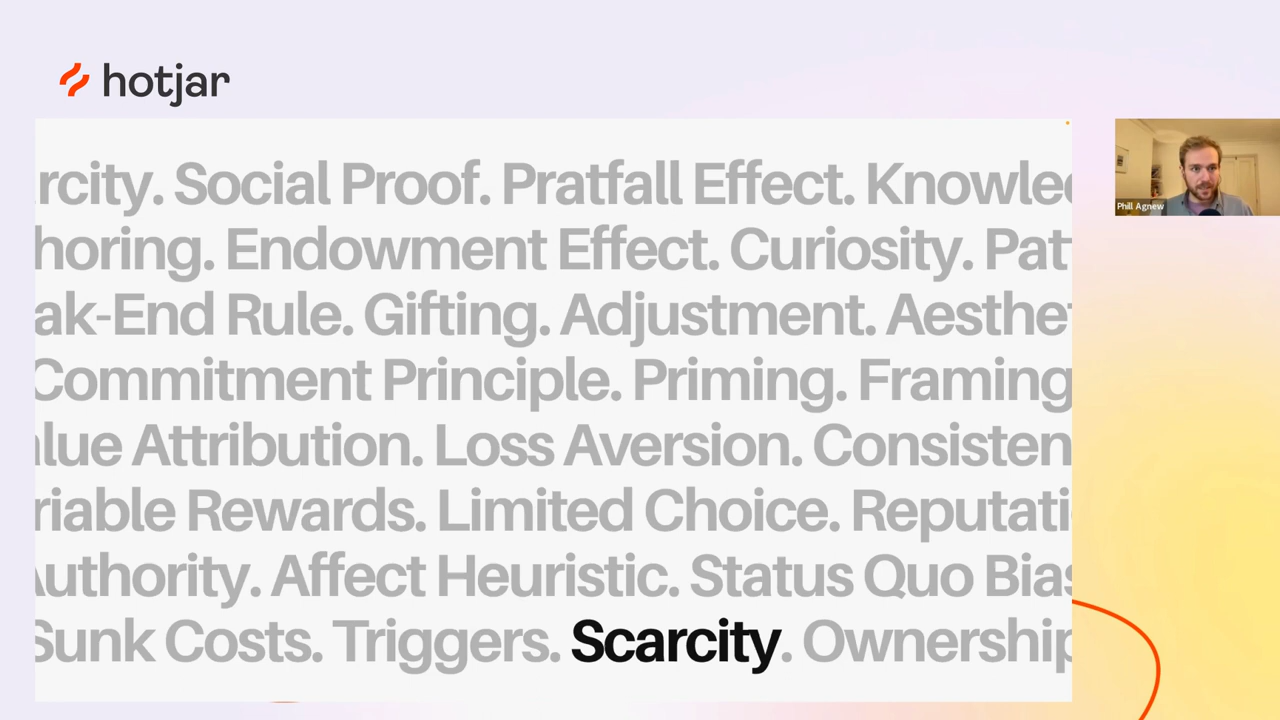 hotjar
rcity. Social Proof. Pratfall Effect. Knowle
horing. Endowment Effect. Curiosity. Pat
ak-End Rule. Gifting. Adjustment. Aesthe
Commitment Principle. Priming. Framing
lue Attribution. Loss Aversion. Consisten
riable Rewards. Limited Choice. Reputati
Authority. Affect Heuristic. Status Quo Bias
Sunk Costs. Triggers. Scarcity. Ownership
Phill Agnew